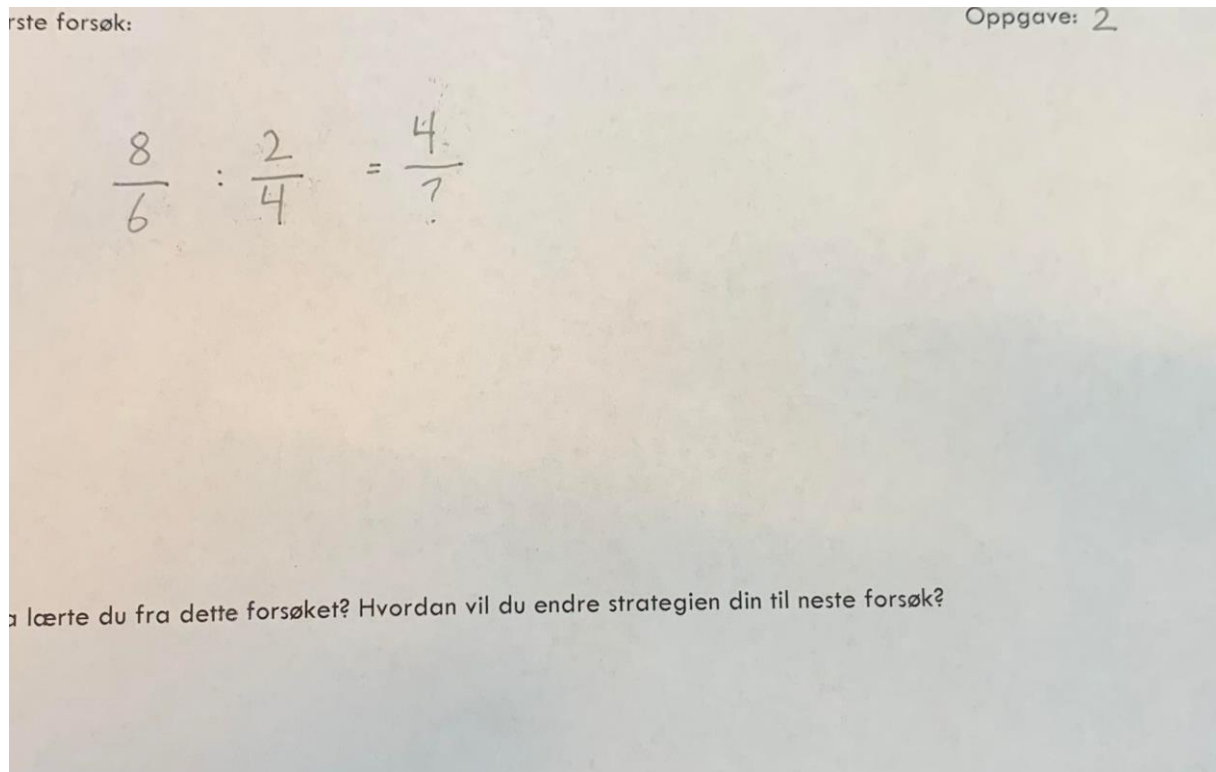 rste forsøk:
Oppgave: 2
8/6 : 2/4 = 4/?
a lærte du fra dette forsøket? Hvordan vil du endre strategien din til neste forsøk?